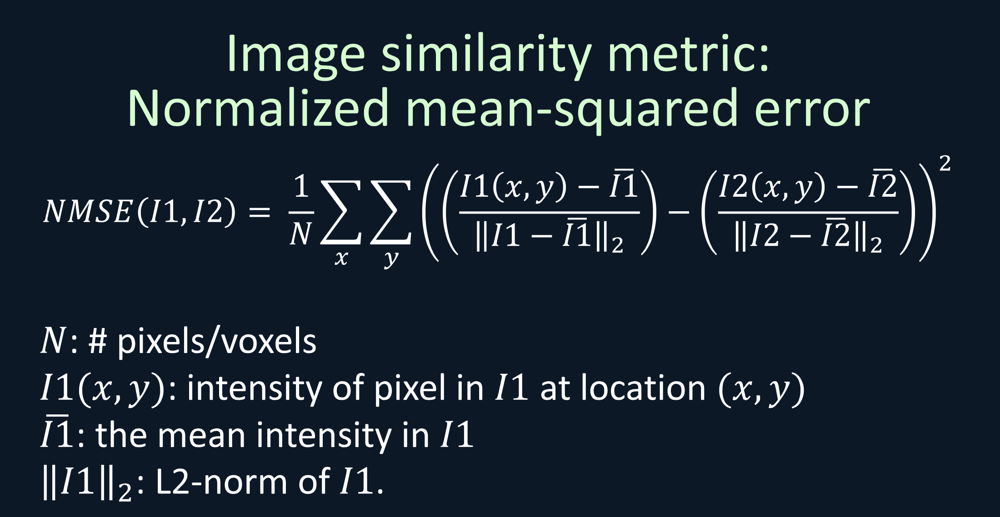 Image similarity metric:
Normalized mean-squared error
$NMSE(I1, I2) = \frac{1}{N} \sum_{x} \sum_{y} \left( \left( \frac{I1(x,y) - \overline{I1}}{\|I1 - \overline{I1}\|_2} \right) - \left( \frac{I2(x,y) - \overline{I2}}{\|I2 - \overline{I2}\|_2} \right) \right)^2$
$N$: # pixels/voxels
$I1(x, y)$: intensity of pixel in $I1$ at location $(x, y)$
$\overline{I1}$: the mean intensity in $I1$
$\|I1\|_2$: L2-norm of $I1$.